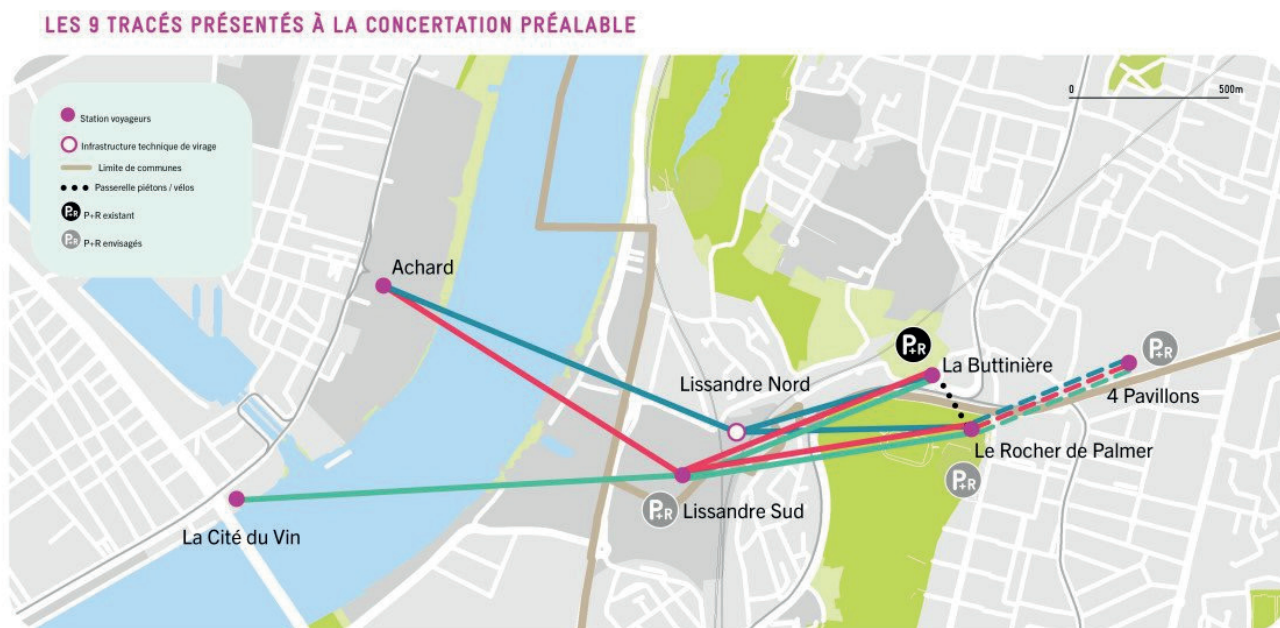 LES 9 TRACÉS PRÉSENTÉS À LA CONCERTATION PRÉALABLE
Station voyageurs
Infrastructure technique de virage
Limite de communes
Passerelle piétons / vélos
P+R P+R existant
P+R P+R envisagés
0 500m
Achard
P+R
La Buttinière
P+R
Lissandre Nord
4 Pavillons
Le Rocher de Palmer
P+R
P+R Lissandre Sud
La Cité du Vin